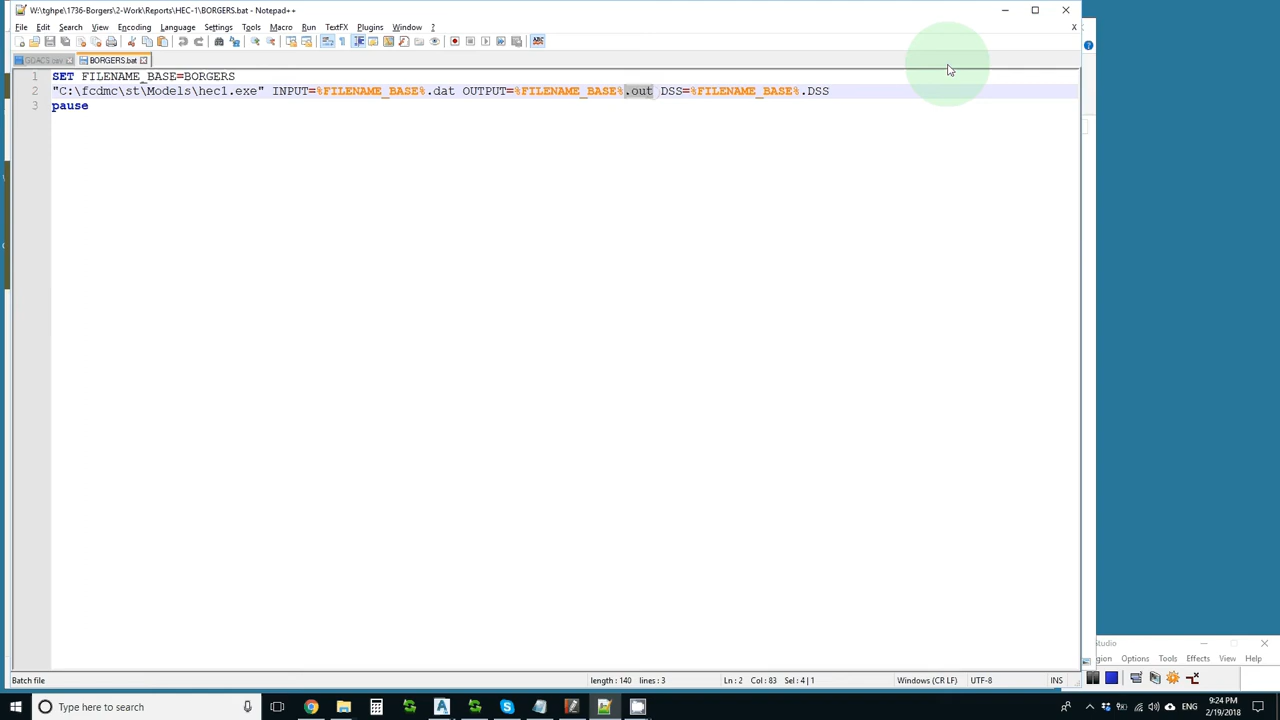 W:\tghpe\1736-Borgers\2-Work\Reports\HEC-1\BORGERS.bat - Notepad++
File Edit Search View Encoding Language Settings Tools Macro Run TextFX Plugins Window ? X
BORGERS.bat
1 SET FILENAME_BASE=BORGERS
2 "C:\fcdmc\st\Models\hec1.exe" INPUT=%FILENAME_BASE%.dat OUTPUT=%FILENAME_BASE%.out DSS=%FILENAME_BASE%.DSS
3 pause
Studio
Options Tools Effects View Help
Batch file length : 140 lines : 3 Ln : 2 Col : 83 Sel : 4 | 1 Windows (CR LF) UTF-8 INS
Type here to search
9:24 PM
2/19/2018